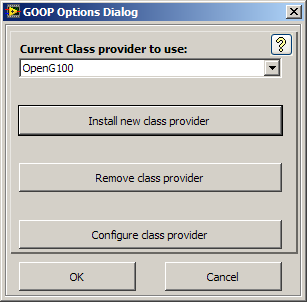 GOOP Options Dialog
Current Class provider to use:
?
OpenG100
Install new class provider
Remove class provider
Configure class provider
OK
Cancel